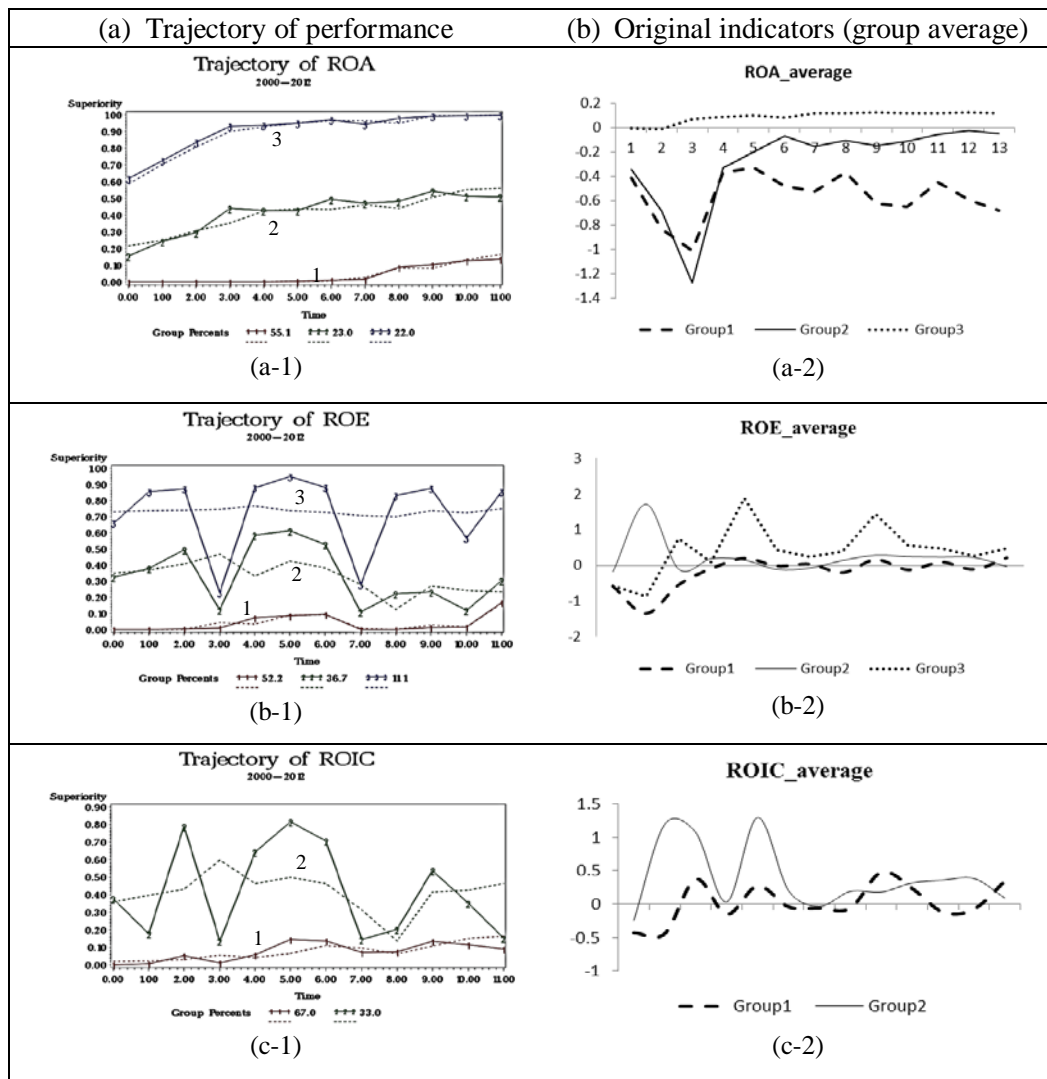 (a) Trajectory of performance
(b) Original indicators (group average)
Trajectory of ROA
2000—2012
Superiority
1.00
0.90
0.80
0.70
0.60
0.50
0.40
0.30
0.20
0.10
0.00
3
2
1
0.00 1.00 2.00 3.00 4.00 5.00 6.00 7.00 8.00 9.00 10.00 11.00
Time
Group Percents 55.1 23.0 22.0
(a-1)
ROA_average
0.2
0
-0.2
-0.4
-0.6
-0.8
-1
-1.2
-1.4
1 2 3 4 5 6 7 8 9 10 11 12 13
Group1 Group2 Group3
(a-2)
Trajectory of ROE
2000—2012
Superiority
1.00
0.90
0.80
0.70
0.60
0.50
0.40
0.30
0.20
0.10
0.00
3
2
1
0.00 1.00 2.00 3.00 4.00 5.00 6.00 7.00 8.00 9.00 10.00 11.00
Time
Group Percents 52.2 36.7 11.1
(b-1)
ROE_average
3
2
1
0
-1
-2
Group1 Group2 Group3
(b-2)
Trajectory of ROIC
2000—2012
Superiority
0.90
0.80
0.70
0.60
0.50
0.40
0.30
0.20
0.10
0.00
2
1
0.00 1.00 2.00 3.00 4.00 5.00 6.00 7.00 8.00 9.00 10.00 11.00
Time
Group Percents 67.0 33.0
(c-1)
ROIC_average
1.5
1
0.5
0
-0.5
-1
Group1 Group2
(c-2)